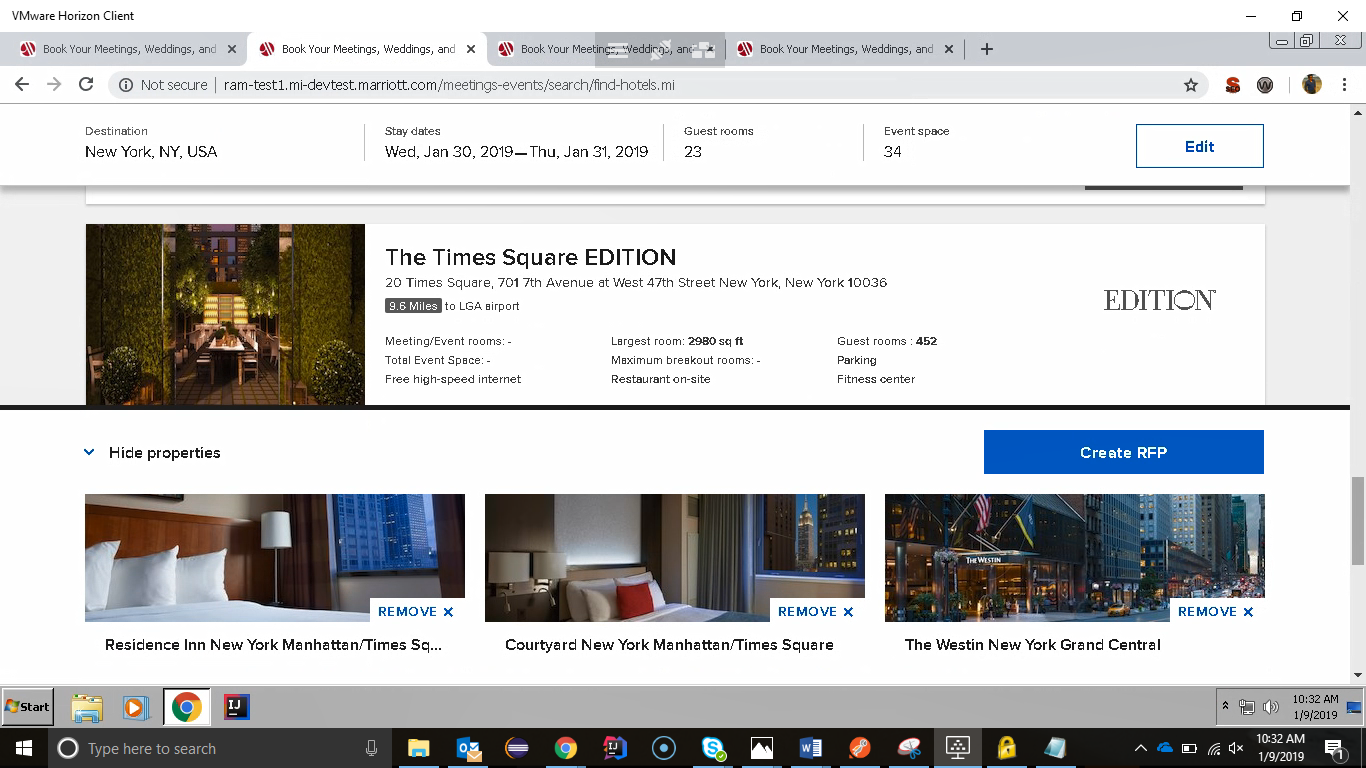 VMware Horizon Client
Book Your Meetings, Weddings, and
Book Your Meetings, Weddings, and
Book Your Meetings, Weddings, and
Book Your Meetings, Weddings, and
Not secure | ram-test1.mi-devtest.marriott.com/meetings-events/search/find-hotels.mi
Destination
Stay dates
Guest rooms
Event space
New York, NY, USA
Wed, Jan 30, 2019—Thu, Jan 31, 2019
23
34
Edit
The Times Square EDITION
20 Times Square, 701 7th Avenue at West 47th Street New York, New York 10036
9.6 Miles to LGA airport
EDITION
Meeting/Event rooms: -
Largest room: 2980 sq ft
Guest rooms : 452
Total Event Space: -
Maximum breakout rooms: -
Parking
Free high-speed internet
Restaurant on-site
Fitness center
Hide properties
Create RFP
THE WESTIN
REMOVE
REMOVE
REMOVE
Residence Inn New York Manhattan/Times Sq...
Courtyard New York Manhattan/Times Square
The Westin New York Grand Central
Start
IJ
10:32 AM
1/9/2019
Type here to search
10:32 AM
1/9/2019
1